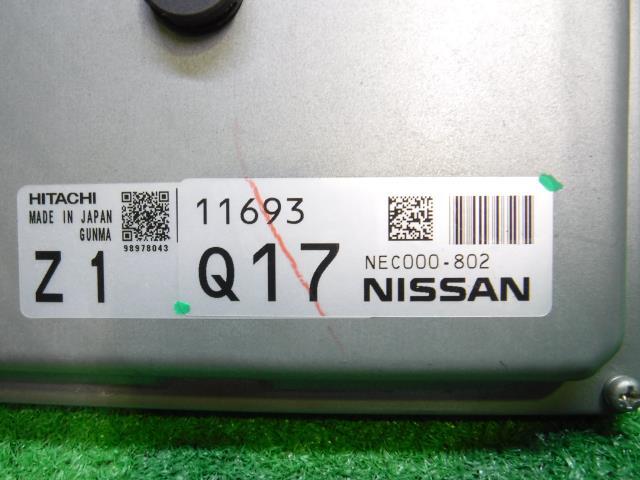 HITACHI
MADE IN JAPAN
GUNMA
98978043
Z 1
11693
Q17
NEC000-802
NISSAN